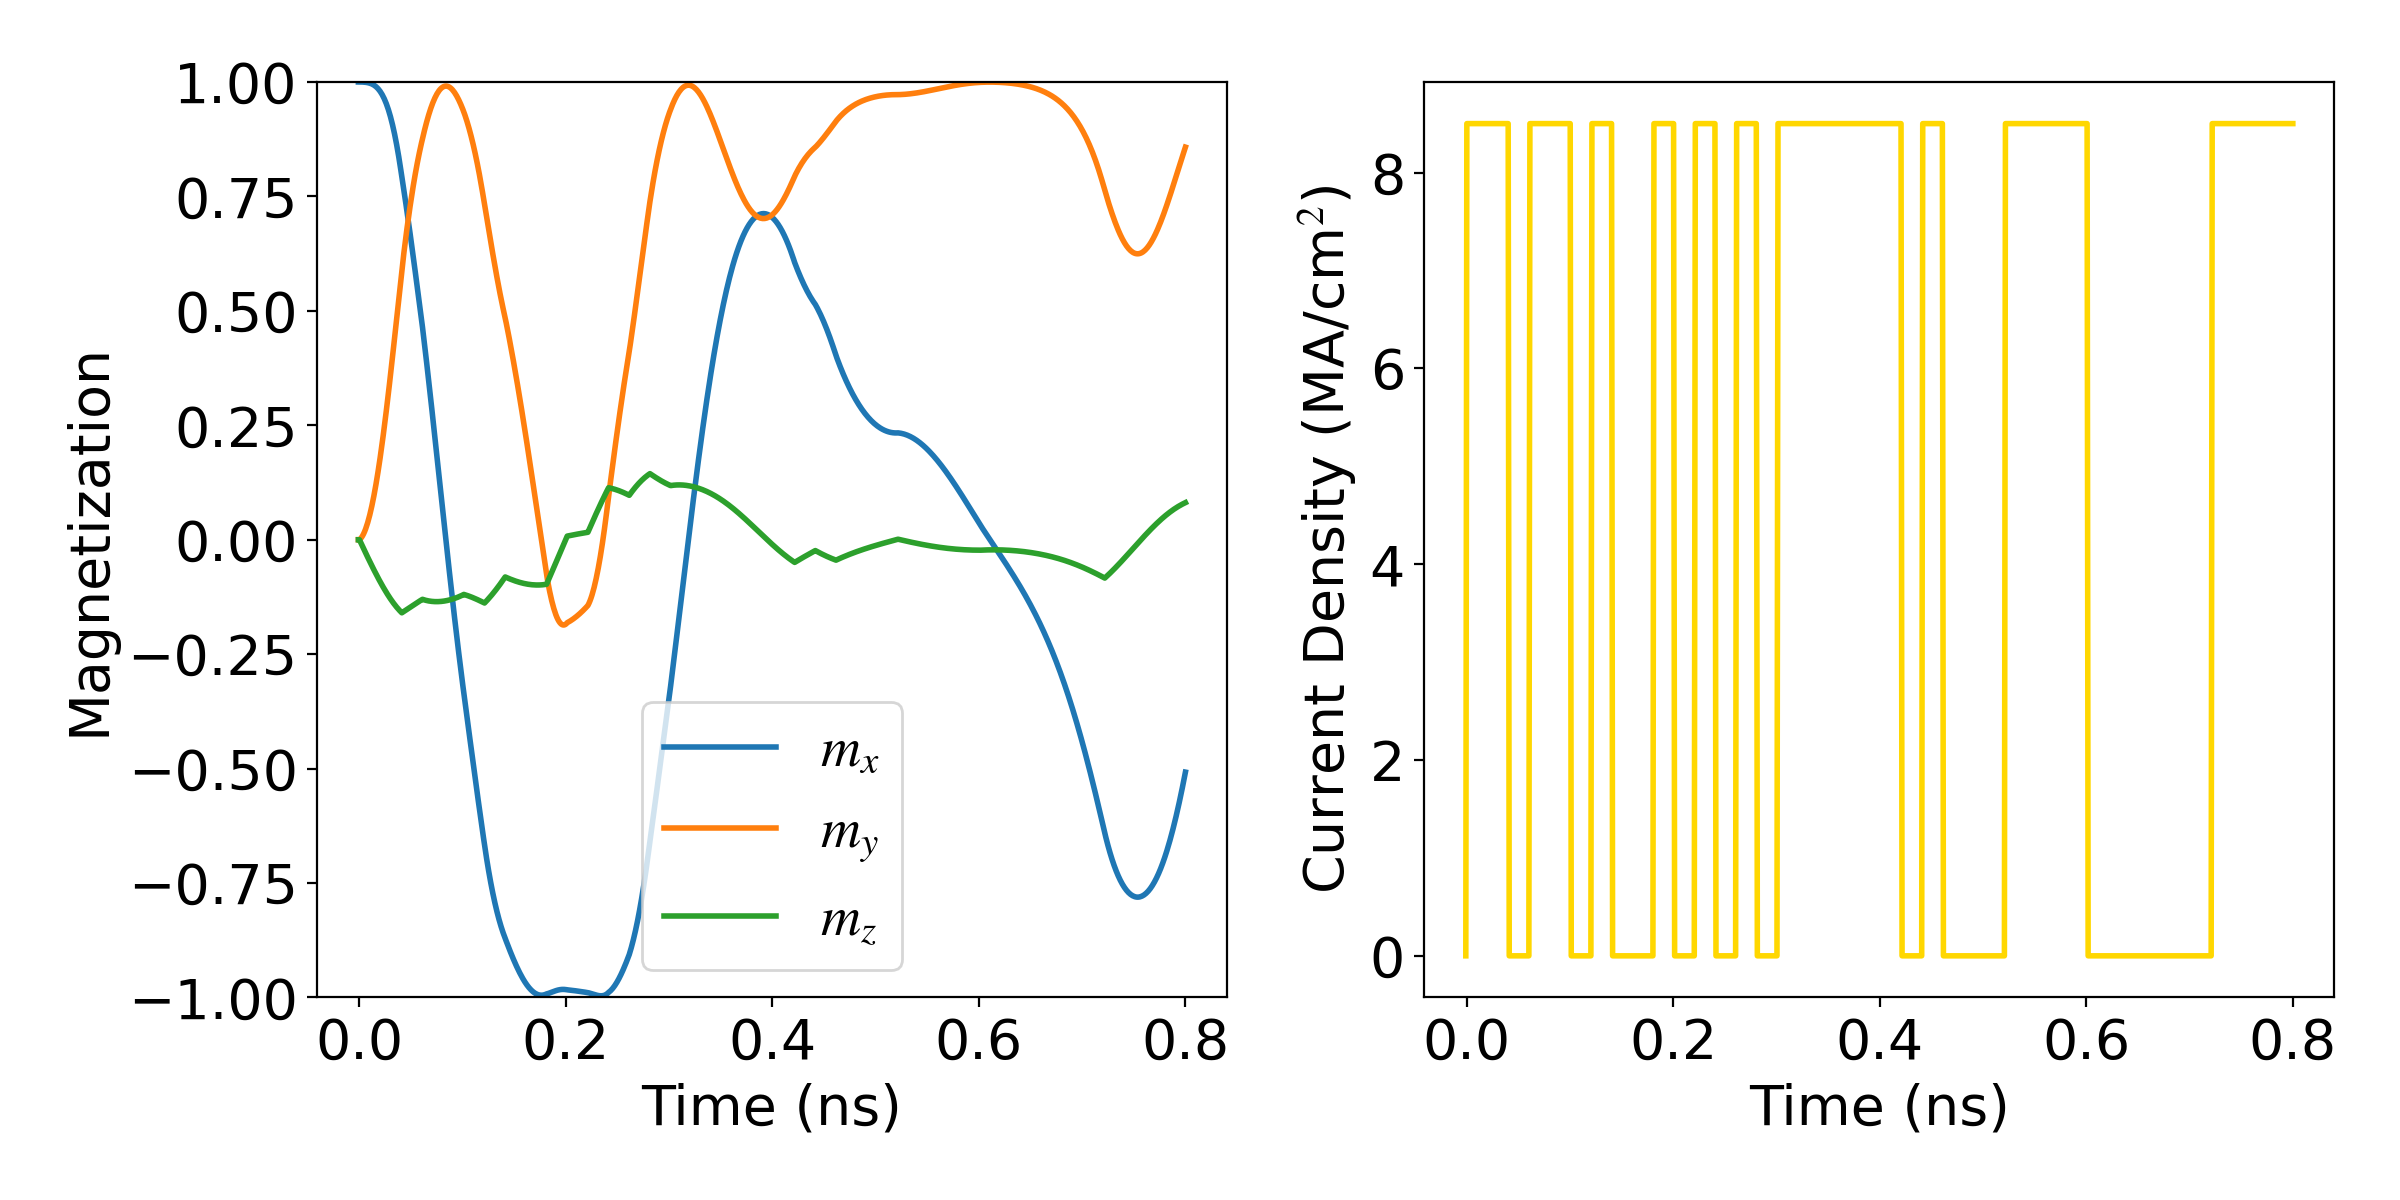 1.00
0.75
0.50
0.25
0.00
−0.25
−0.50
−0.75
−1.00
Magnetization
0.0 0.2 0.4 0.6 0.8
Time (ns)
m_x
m_y
m_z
8
6
4
2
0
Current Density (MA/cm²)
0.0 0.2 0.4 0.6 0.8
Time (ns)